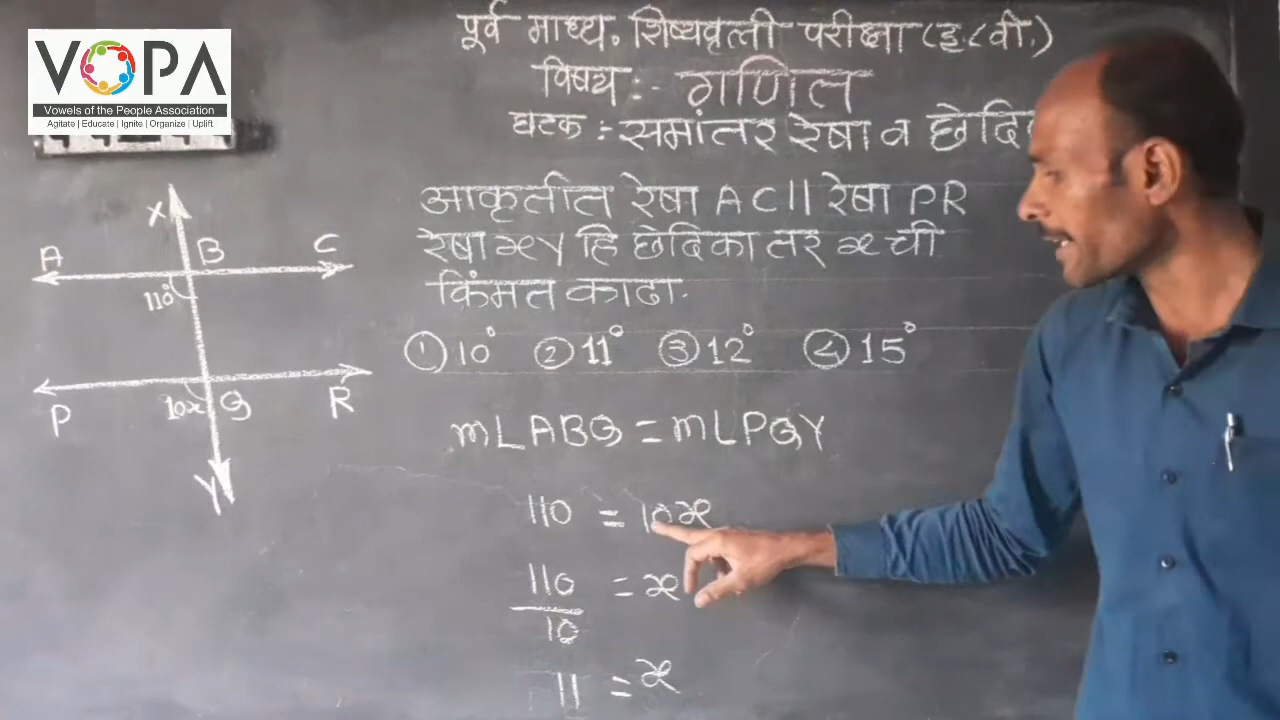 VOPA
Vowels of the People Association
Agitate | Educate | Ignite | Organize | Uplift
पूर्व माध्य. शिष्यवृत्ती परीक्षा (इ.८वी.)
विषय :- गणित
घटक :- समांतर रेषा व छेदि
आकृतीत रेषा AC || रेषा PR
रेषा xy हि छेदिका तर x ची
किंमत काढा.
① 10° ② 11° ③ 12° ④ 15°
X
A B C
110°
P 10x Q R
Y
m∠ABQ = m∠PQY
110 = 10x
110 = x
10
11 = x